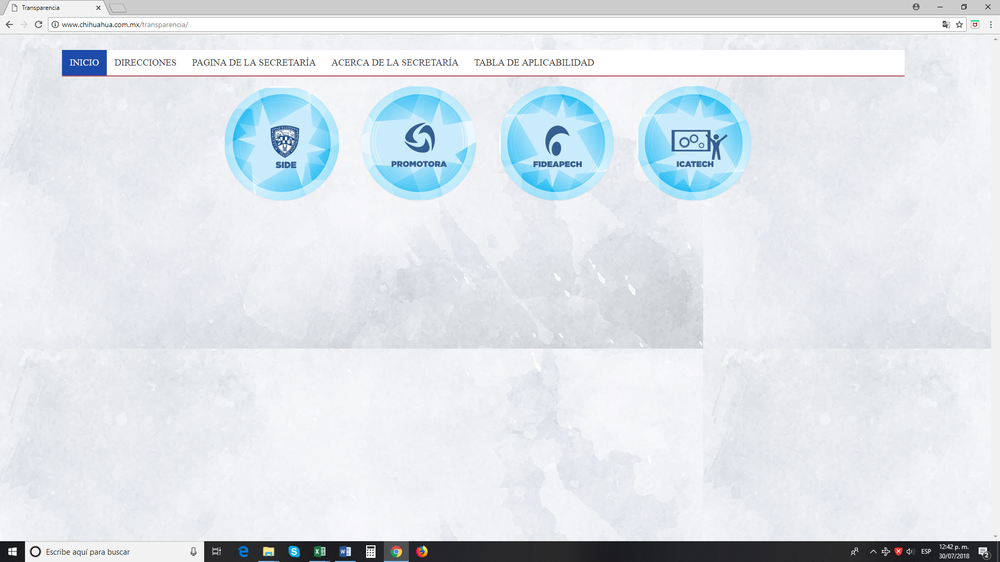 Transparencia
www.chihuahua.com.mx/transparencia/
INICIO DIRECCIONES PAGINA DE LA SECRETARÍA ACERCA DE LA SECRETARÍA TABLA DE APLICABILIDAD
SIDE PROMOTORA FIDEAPECH ICATECH
Escribe aquí para buscar
ESP
12:42 p. m.
30/07/2018
2